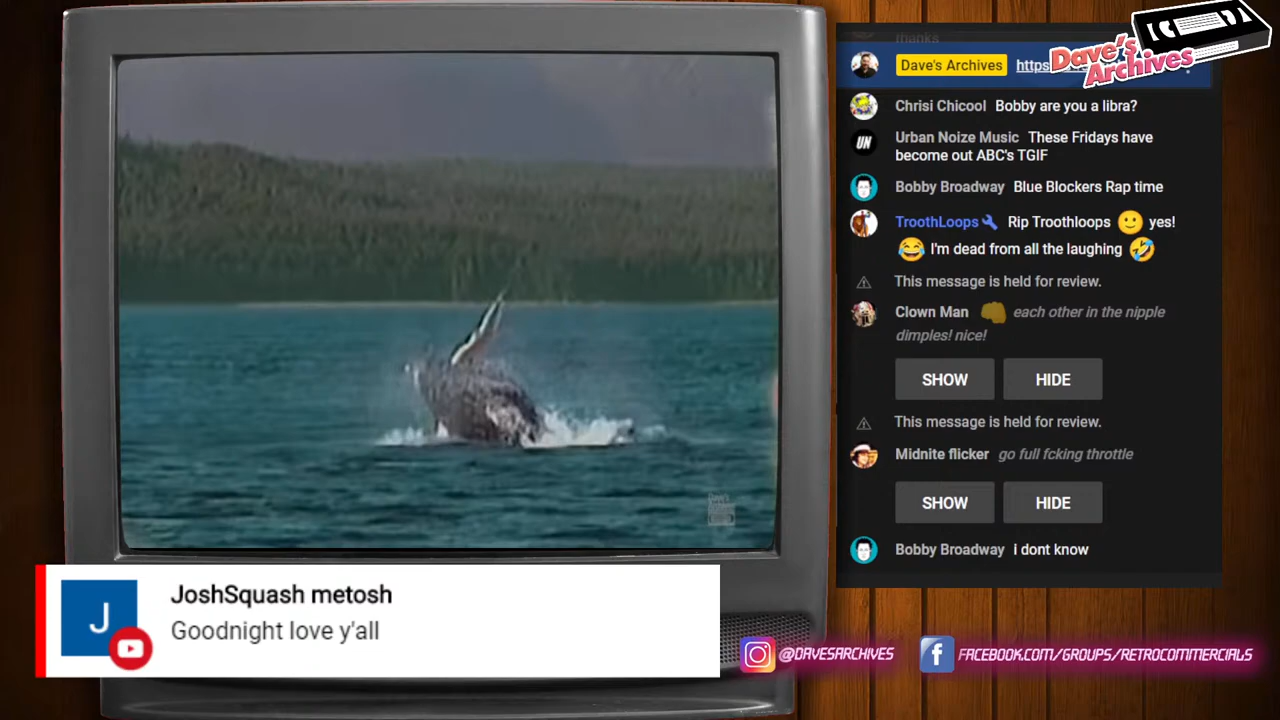 thanks
Dave's Archives https
Dave's
Archives
Chrisi Chicool Bobby are you a libra?
UN Urban Noize Music These Fridays have
become out ABC's TGIF
Bobby Broadway Blue Blockers Rap time
TroothLoops Rip Troothloops yes!
I'm dead from all the laughing
This message is held for review.
Clown Man each other in the nipple
dimples! nice!
SHOW HIDE
This message is held for review.
Midnite flicker go full fcking throttle
SHOW HIDE
Bobby Broadway i dont know
Dave's
J JoshSquash metosh
Goodnight love y'all
@DAVESARCHIVES FACEBOOK.COM/GROUPS/RETROCOMMERCIALS